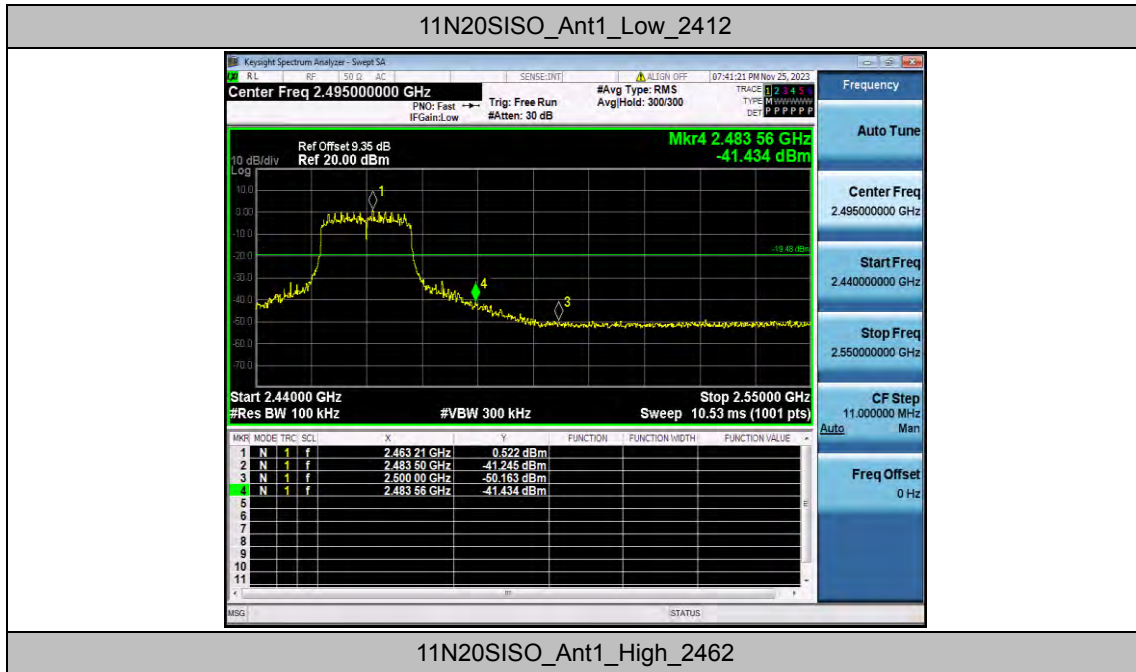 11N20SISO_Ant1_Low_2412
Keysight Spectrum Analyzer - Swept SA
RL RF 50 Ω AC SENSE:INT ALIGN OFF 07:41:21 PM Nov 25, 2023
Center Freq 2.495000000 GHz
PNO: Fast
IFGain:Low
Trig: Free Run
#Atten: 30 dB
#Avg Type: RMS
Avg|Hold: 300/300
TRACE 1 2 3 4 5 6
TYPE M WWWWW
DET P P P P P P
Frequency
Auto Tune
Center Freq
2.495000000 GHz
Start Freq
2.440000000 GHz
Stop Freq
2.550000000 GHz
CF Step
11.000000 MHz
Auto Man
Freq Offset
0 Hz
Mkr4 2.483 56 GHz
-41.434 dBm
Ref Offset 9.35 dB
10 dB/div Ref 20.00 dBm
Log
10.0
0.00
-10.0
-20.0
-30.0
-40.0
-50.0
-60.0
-70.0
1
4
3
-19.48 dBm
Start 2.44000 GHz Stop 2.55000 GHz
#Res BW 100 kHz #VBW 300 kHz Sweep 10.53 ms (1001 pts)
MKR MODE TRC SCL X Y FUNCTION FUNCTION WIDTH FUNCTION VALUE
1 N 1 f 2.463 21 GHz 0.522 dBm
2 N 1 f 2.483 50 GHz -41.245 dBm
3 N 1 f 2.500 00 GHz -50.163 dBm
4 N 1 f 2.483 56 GHz -41.434 dBm
5
6
7
8
9
10
11
MSG STATUS
11N20SISO_Ant1_High_2462